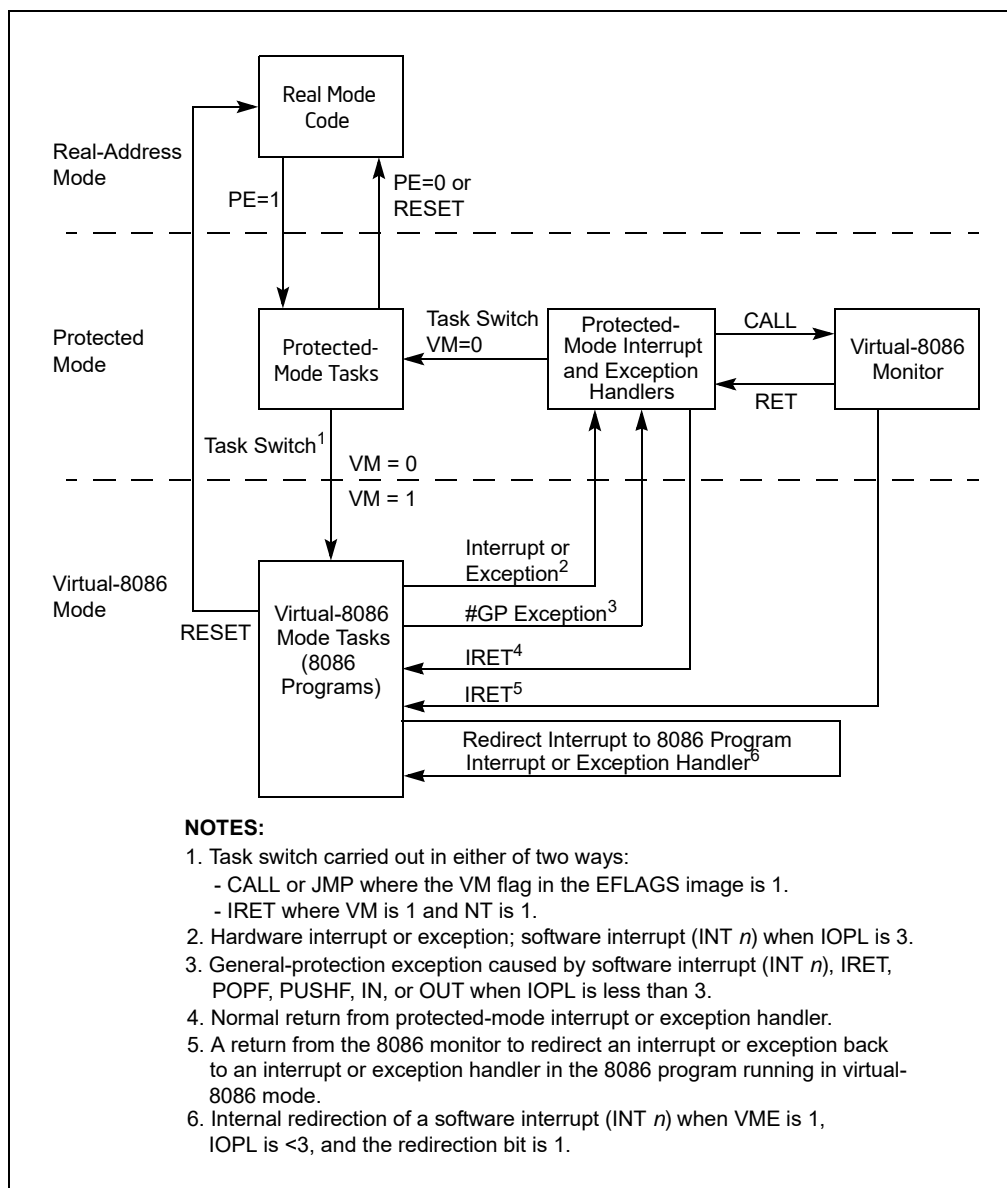 Real Mode
Code
Real-Address
Mode
PE=1
PE=0 or
RESET
Protected
Mode
Protected-
Mode Tasks
Task Switch
VM=0
Protected-
Mode Interrupt
and Exception
Handlers
CALL
RET
Virtual-8086
Monitor
Task Switch1
VM = 0
VM = 1
Virtual-8086
Mode
RESET
Virtual-8086
Mode Tasks
(8086
Programs)
Interrupt or
Exception2
#GP Exception3
IRET4
IRET5
Redirect Interrupt to 8086 Program
Interrupt or Exception Handler6
NOTES:
1. Task switch carried out in either of two ways:
- CALL or JMP where the VM flag in the EFLAGS image is 1.
- IRET where VM is 1 and NT is 1.
2. Hardware interrupt or exception; software interrupt (INT n) when IOPL is 3.
3. General-protection exception caused by software interrupt (INT n), IRET,
POPF, PUSHF, IN, or OUT when IOPL is less than 3.
4. Normal return from protected-mode interrupt or exception handler.
5. A return from the 8086 monitor to redirect an interrupt or exception back
to an interrupt or exception handler in the 8086 program running in virtual-
8086 mode.
6. Internal redirection of a software interrupt (INT n) when VME is 1,
IOPL is <3, and the redirection bit is 1.